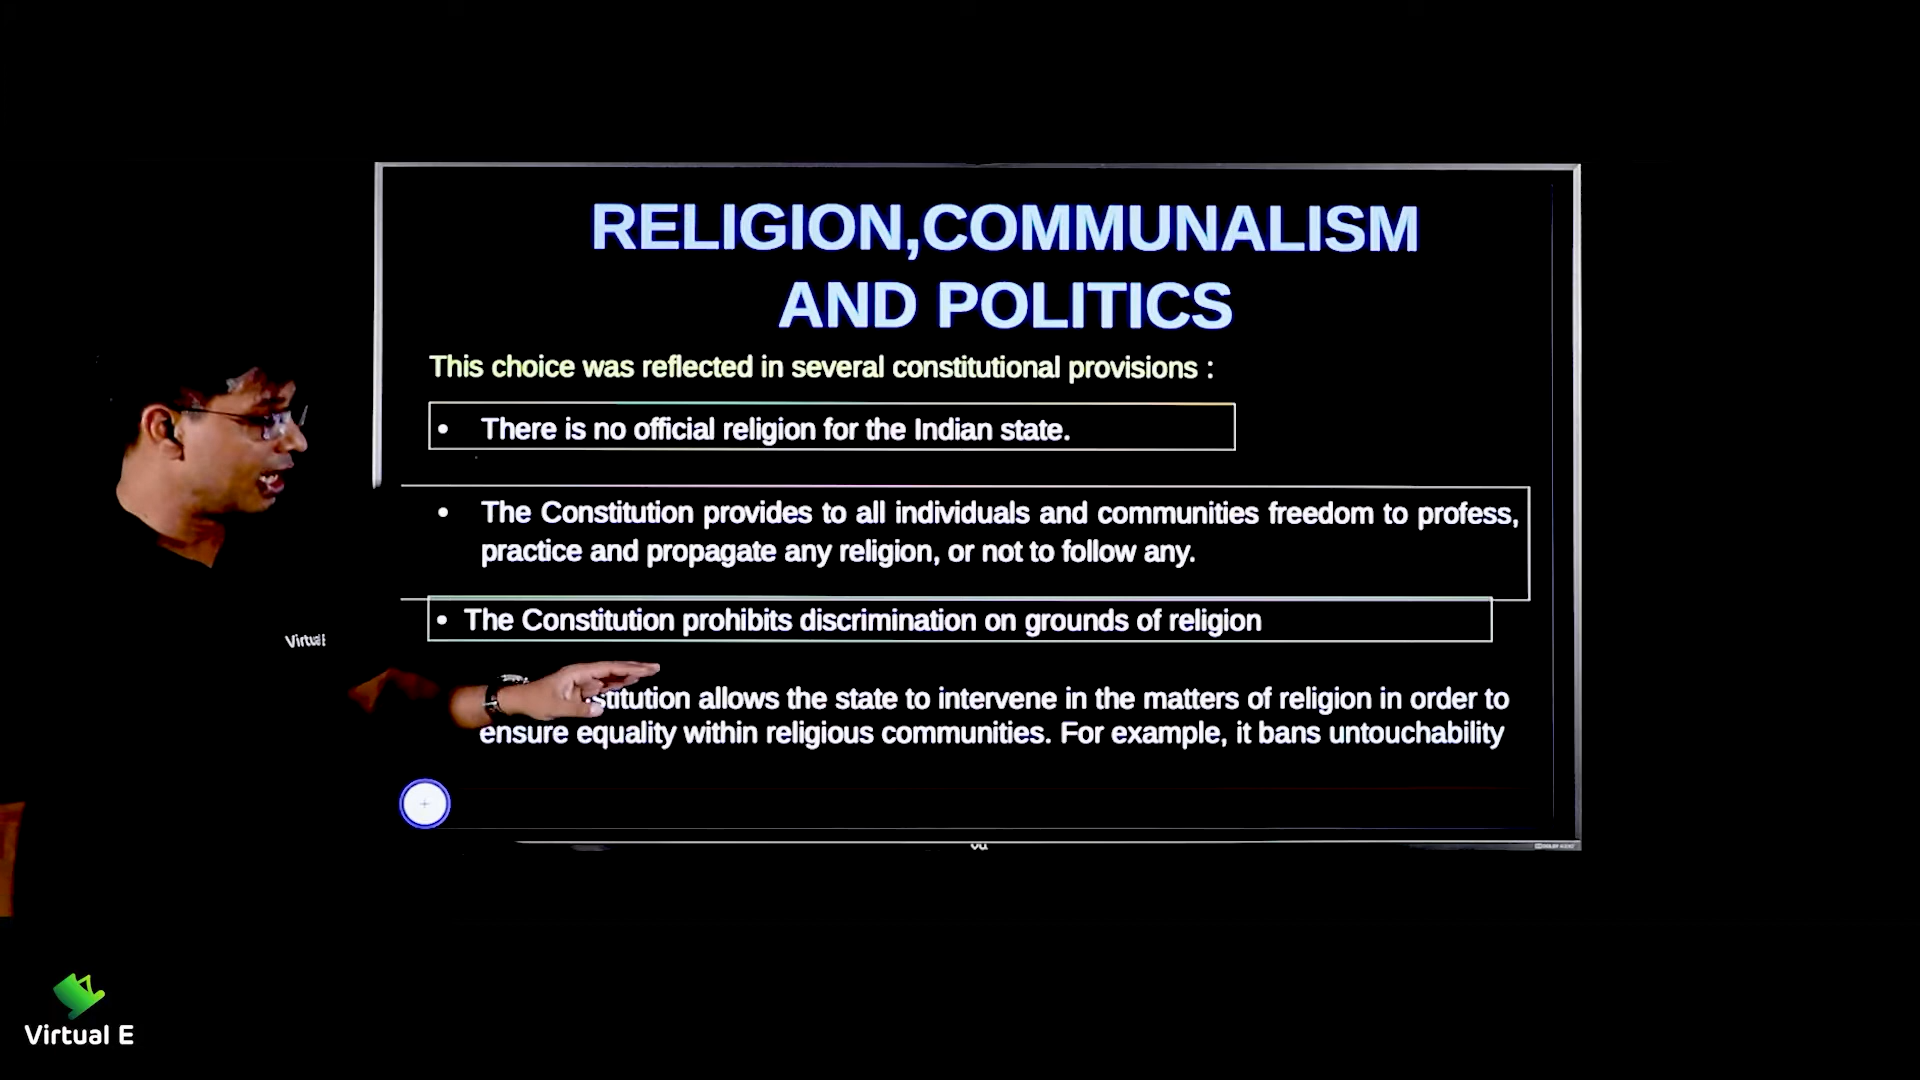 RELIGION,COMMUNALISM
AND POLITICS
This choice was reflected in several constitutional provisions :
• There is no official religion for the Indian state.
• The Constitution provides to all individuals and communities freedom to profess,
practice and propagate any religion, or not to follow any.
• The Constitution prohibits discrimination on grounds of religion
stitution allows the state to intervene in the matters of religion in order to
ensure equality within religious communities. For example, it bans untouchability
Virtual E
Virtual E